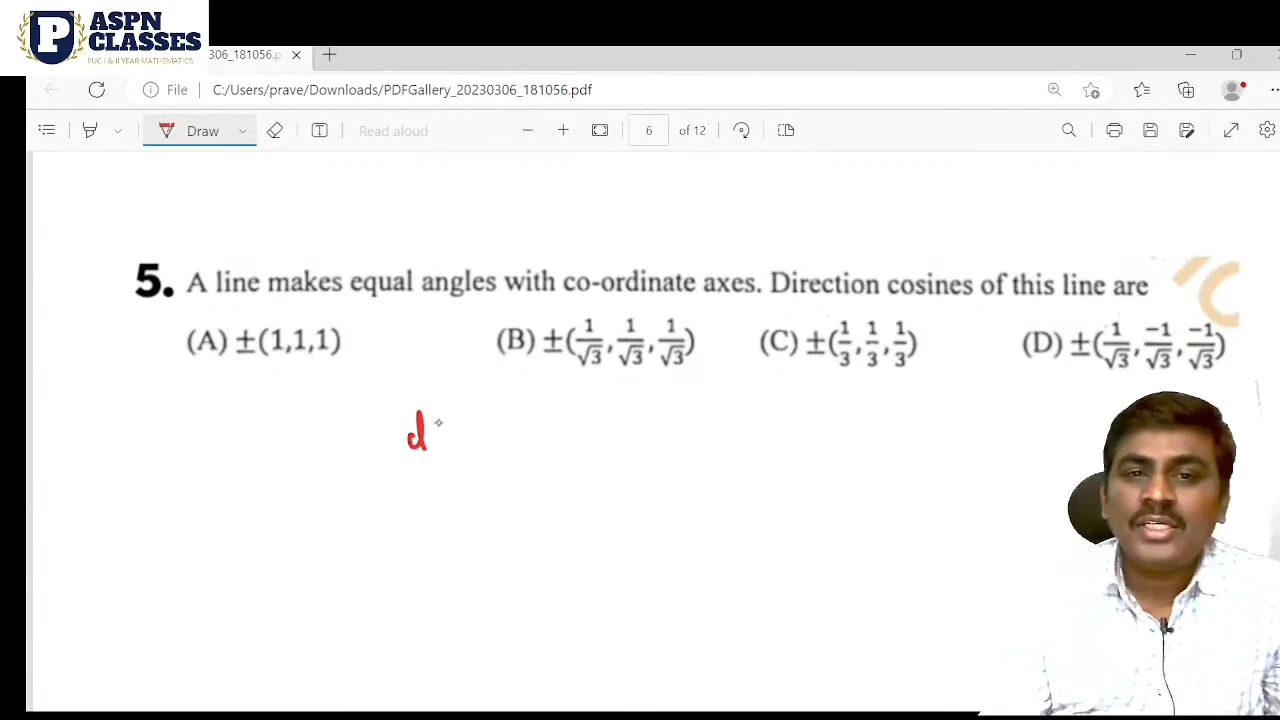 ASPN
CLASSES
PUC I & II YEAR MATHEMATICS
306_181056.p
File C:/Users/prave/Downloads/PDFGallery_20230306_181056.pdf
Draw Read aloud 6 of 12
5. A line makes equal angles with co-ordinate axes. Direction cosines of this line are
(A) ±(1,1,1) (B) ±(1/√3, 1/√3, 1/√3) (C) ±(1/3, 1/3, 1/3) (D) ±(1/√3, -1/√3, -1/√3)
d